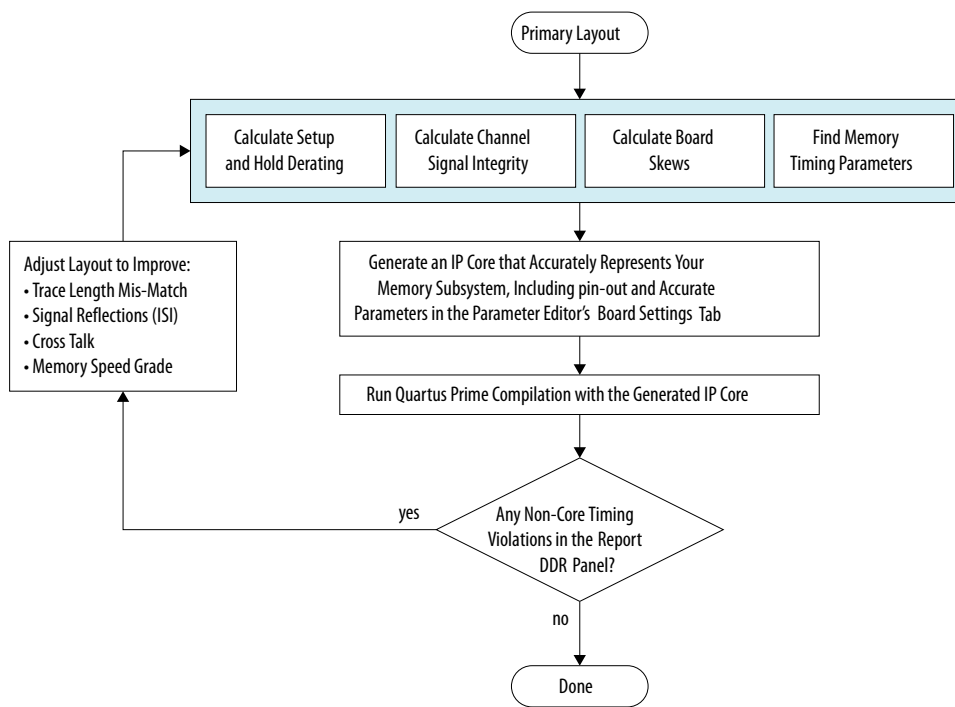 Primary Layout
Calculate Setup
and Hold Derating
Calculate Channel
Signal Integrity
Calculate Board
Skews
Find Memory
Timing Parameters
Adjust Layout to Improve:
• Trace Length Mis-Match
• Signal Reflections (ISI)
• Cross Talk
• Memory Speed Grade
Generate an IP Core that Accurately Represents Your
Memory Subsystem, Including pin-out and Accurate
Parameters in the Parameter Editor's Board Settings Tab
Run Quartus Prime Compilation with the Generated IP Core
yes
Any Non-Core Timing
Violations in the Report
DDR Panel?
no
Done